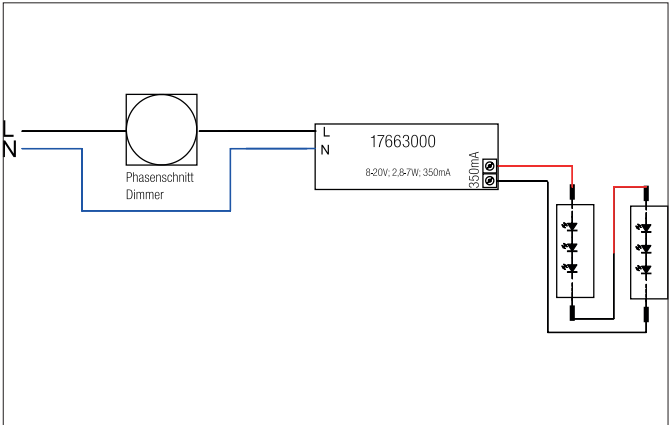 L
N
Phasenschnitt
Dimmer
L
N
17663000
8-20V; 2,8-7W; 350mA
350mA